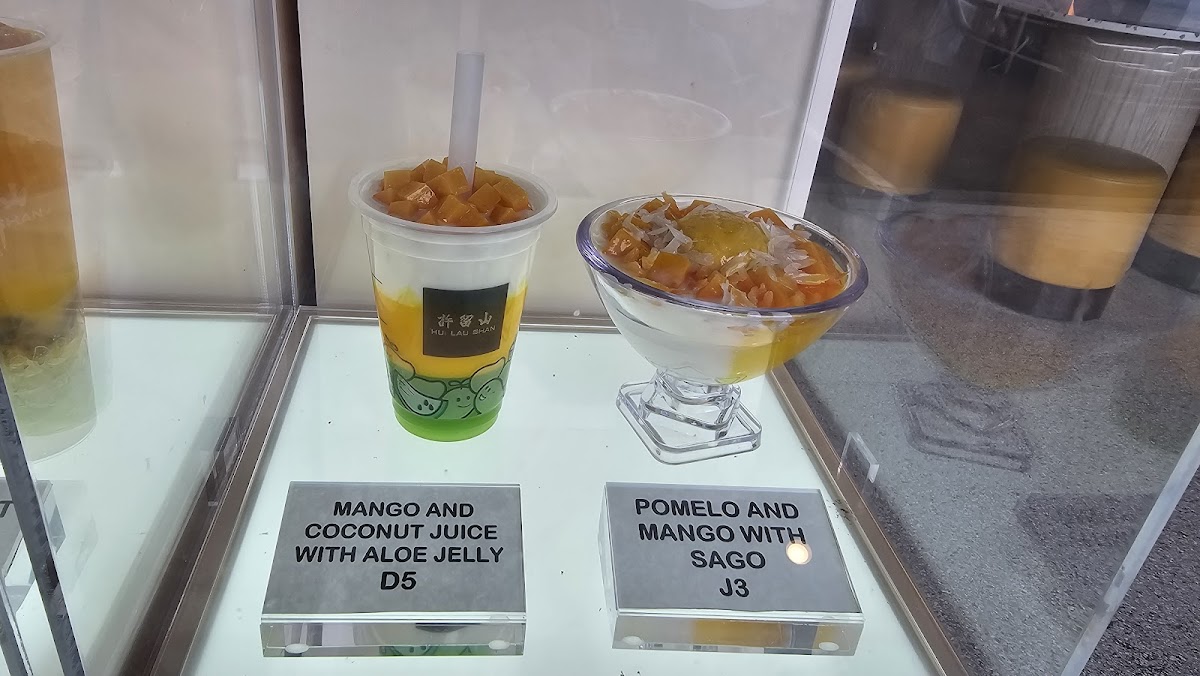 許留山
HUI LAU SHAN
MANGO AND
COCONUT JUICE
WITH ALOE JELLY
D5
POMELO AND
MANGO WITH
SAGO
J3